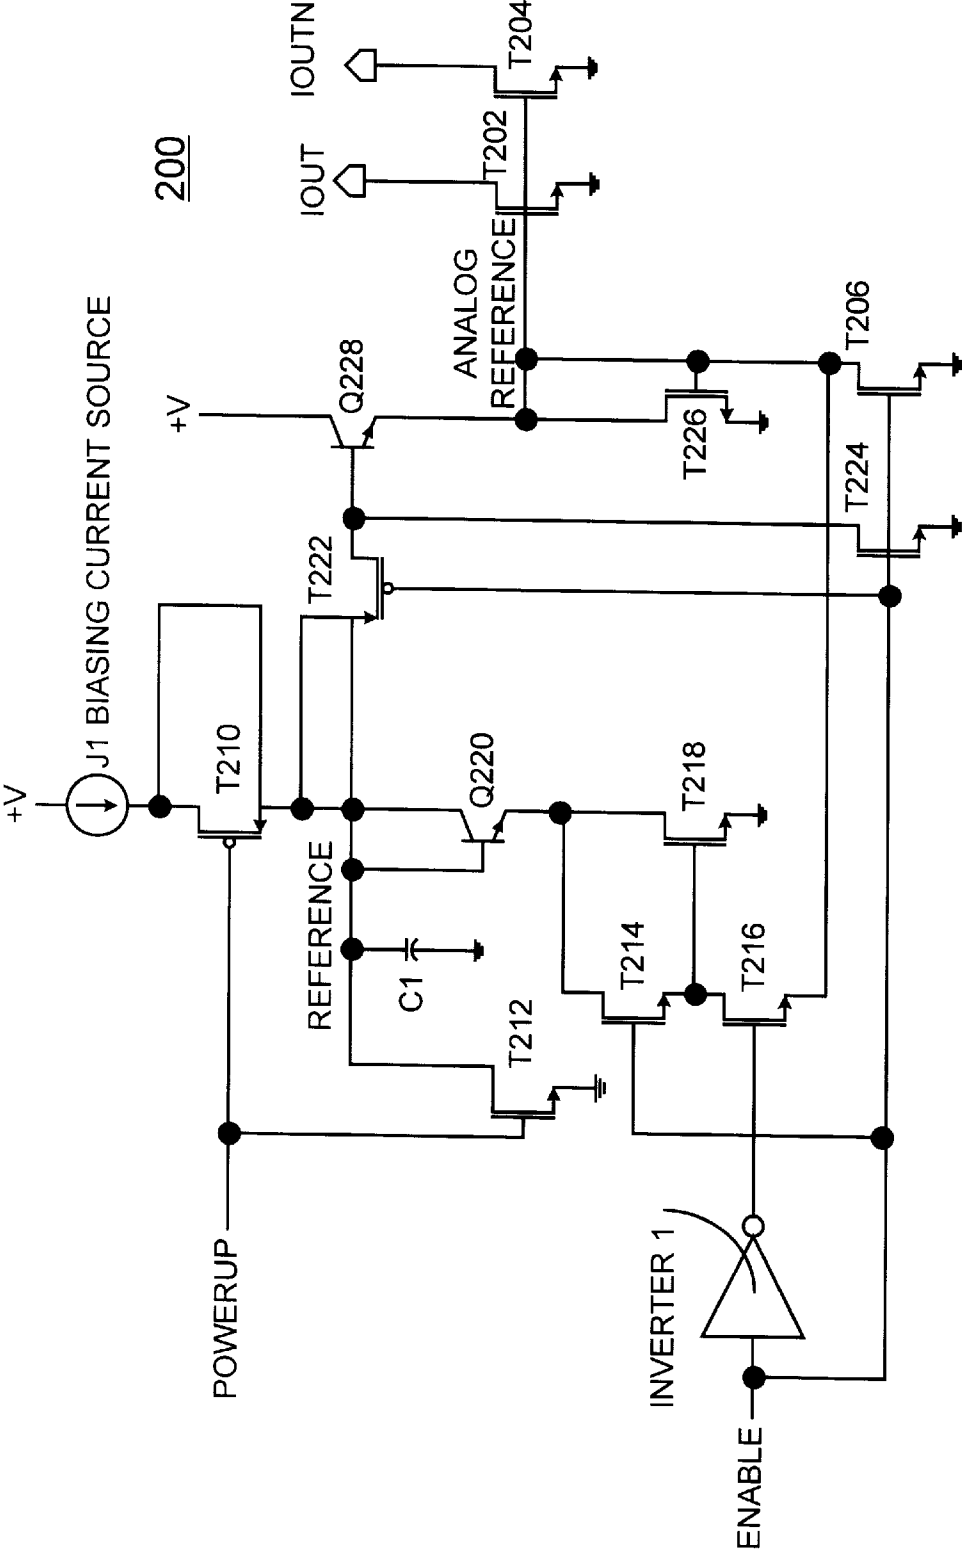 200
+V
J1 BIASING CURRENT SOURCE
POWERUP
T210
REFERENCE
C1
T212
Q220
T214
T218
T216
INVERTER 1
ENABLE
T222
+V
Q228
ANALOG
REFERENCE
T226
T224
T206
IOUT
T202
IOUTN
T204